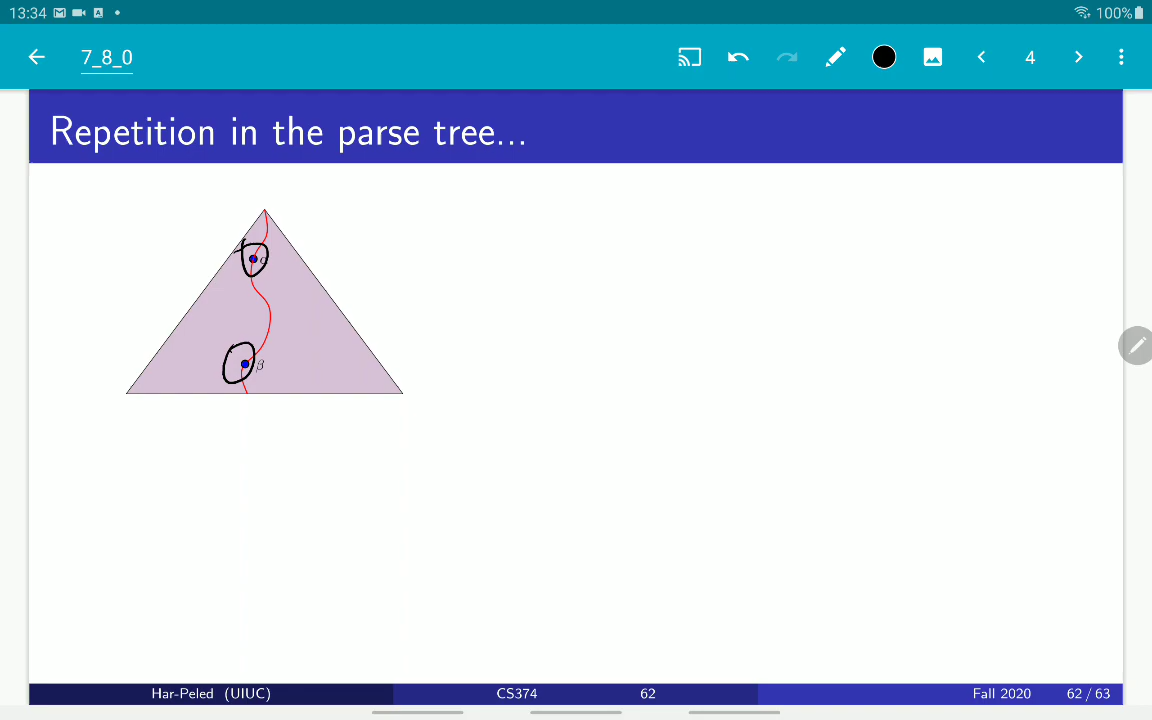 13:34
100%
7_8_0
4
Repetition in the parse tree...
α
β
Har-Peled (UIUC)
CS374
62
Fall 2020
62 / 63